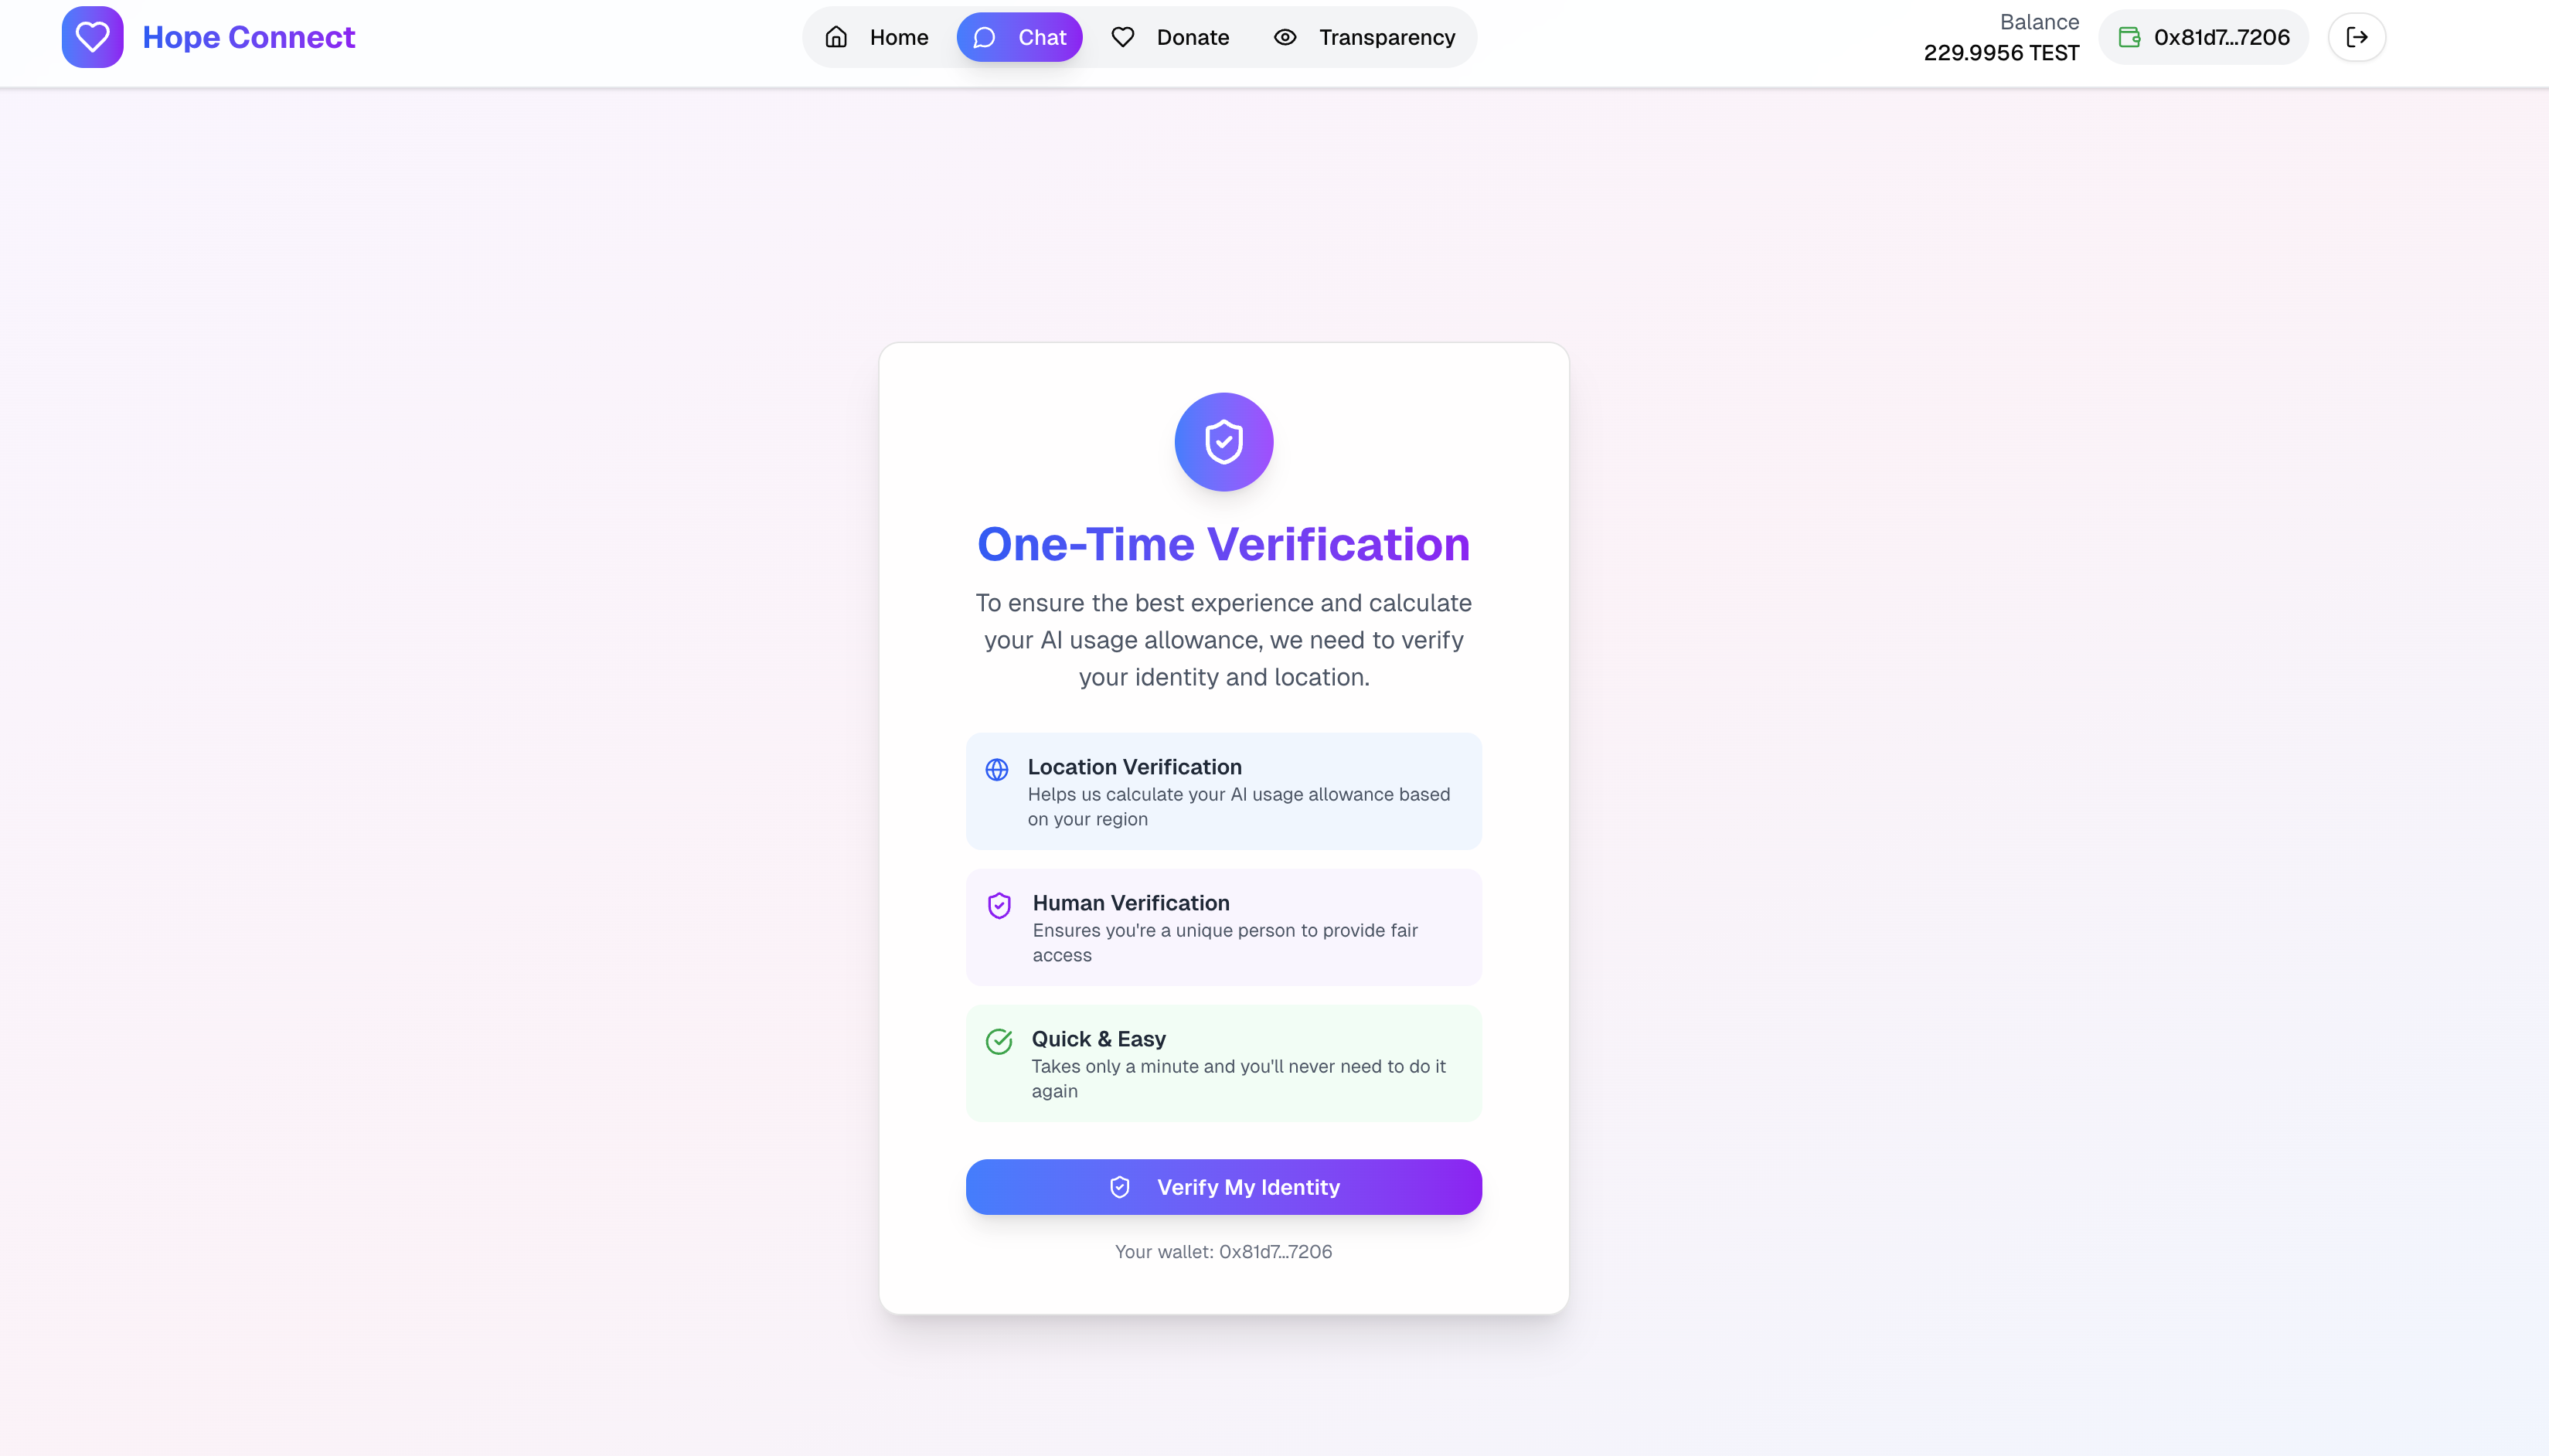 Hope Connect
Home
Chat
Donate
Transparency
Balance
229.9956 TEST
0x81d7...7206
One-Time Verification
To ensure the best experience and calculate
your AI usage allowance, we need to verify
your identity and location.
Location Verification
Helps us calculate your AI usage allowance based
on your region
Human Verification
Ensures you're a unique person to provide fair
access
Quick & Easy
Takes only a minute and you'll never need to do it
again
Verify My Identity
Your wallet: 0x81d7...7206